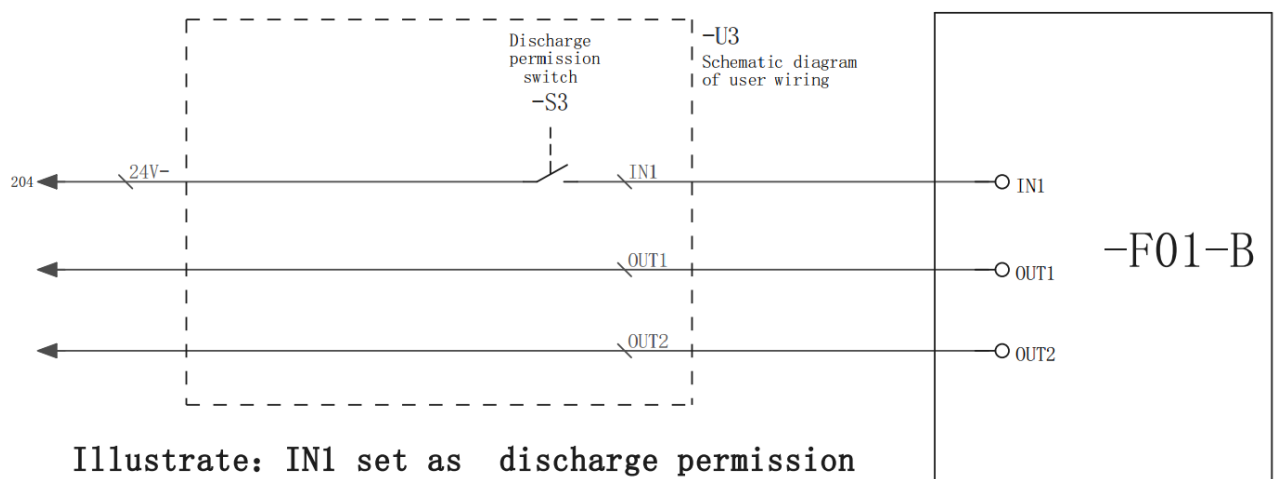 Discharge
permission
switch
-S3
-U3
Schematic diagram
of user wiring
204
24V-
IN1
IN1
-F01-B
OUT1
OUT1
OUT2
OUT2
Illustrate: IN1 set as discharge permission